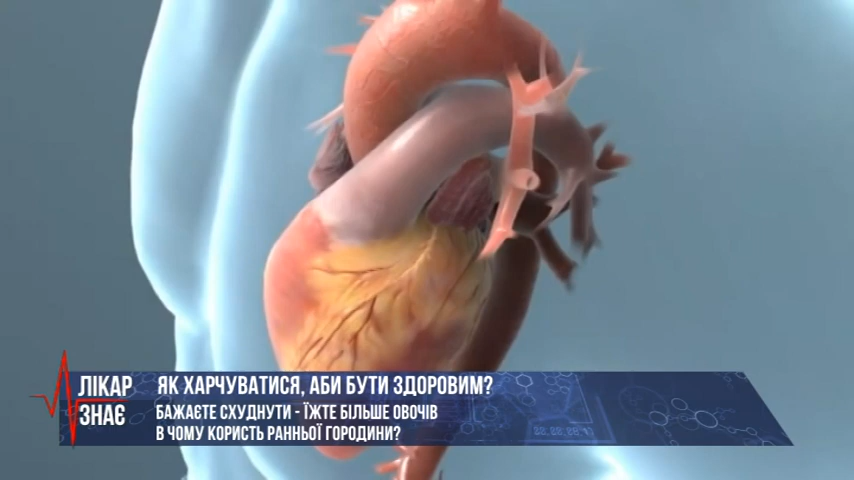 ЛІКАР
ЗНАЄ
ЯК ХАРЧУВАТИСЯ, АБИ БУТИ ЗДОРОВИМ?
БАЖАЄТЕ СХУДНУТИ - ЇЖТЕ БІЛЬШЕ ОВОЧІВ
В ЧОМУ КОРИСТЬ РАННЬОЇ ГОРОДИНИ?